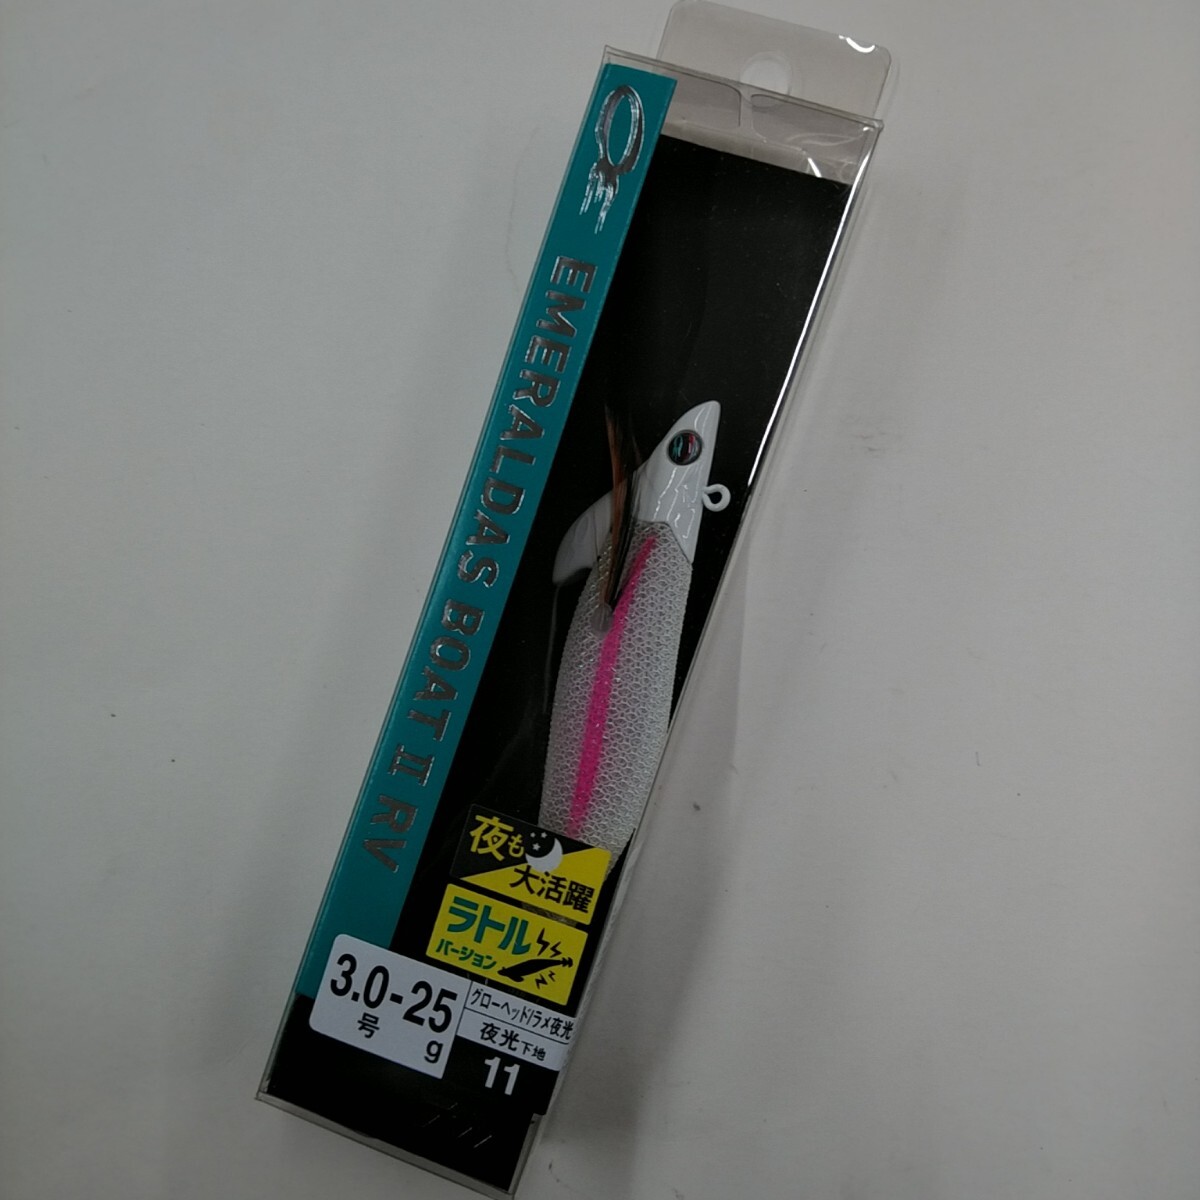 EMERALDAS BOAT II RV
夜も
大活躍
ラトル
バージョン
3.0-25
号 g
グローヘッド/ラメ夜光
夜光下地
11